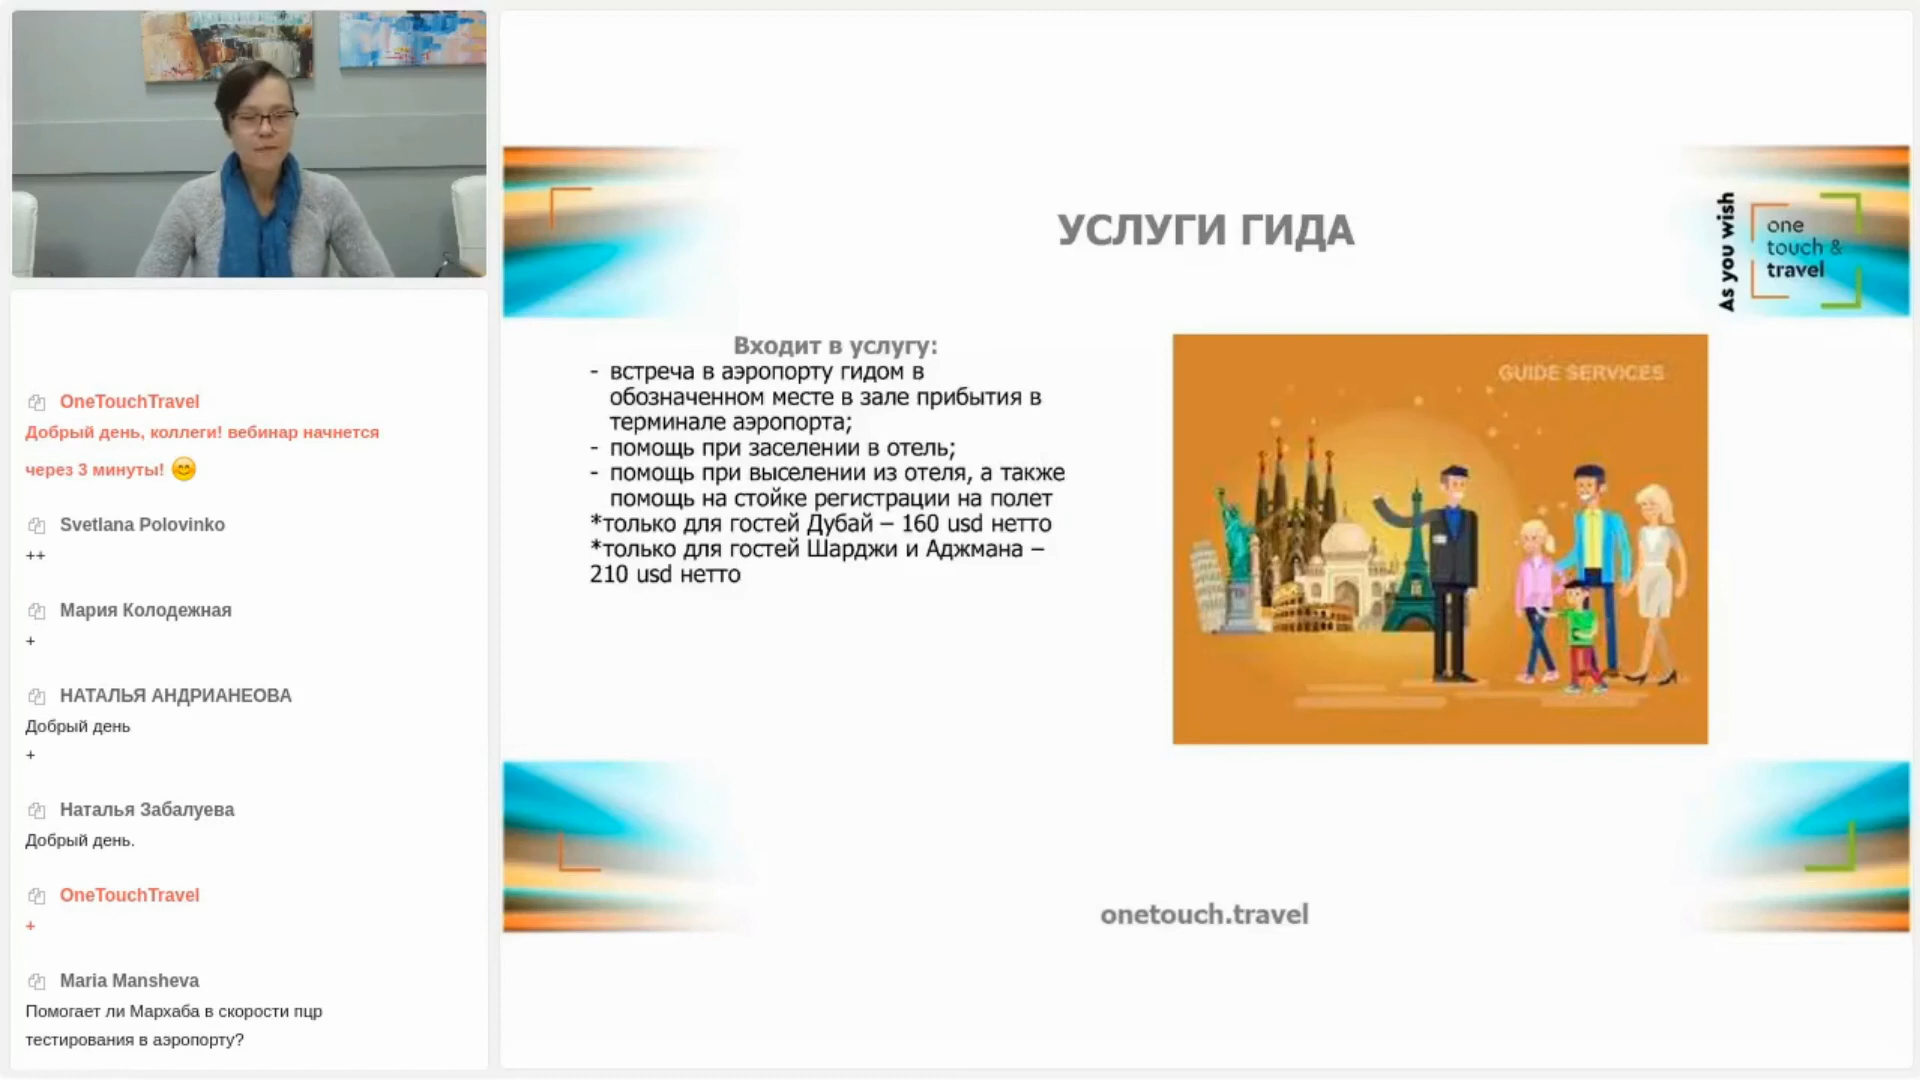 OneTouchTravel
Добрый день, коллеги! вебинар начнется
через 3 минуты! 😊
Svetlana Polovinko
++
Мария Колодежная
+
НАТАЛЬЯ АНДРИАНЕОВА
Добрый день
+
Наталья Забалуева
Добрый день.
OneTouchTravel
+
Maria Mansheva
Помогает ли Мархаба в скорости пцр
тестирования в аэропорту?
УСЛУГИ ГИДА
As you wish
one
touch &
travel
Входит в услугу:
- встреча в аэропорту гидом в
обозначенном месте в зале прибытия в
терминале аэропорта;
- помощь при заселении в отель;
- помощь при выселении из отеля, а также
помощь на стойке регистрации на полет
*только для гостей Дубай – 160 usd нетто
*только для гостей Шарджи и Аджмана –
210 usd нетто
GUIDE SERVICES
onetouch.travel